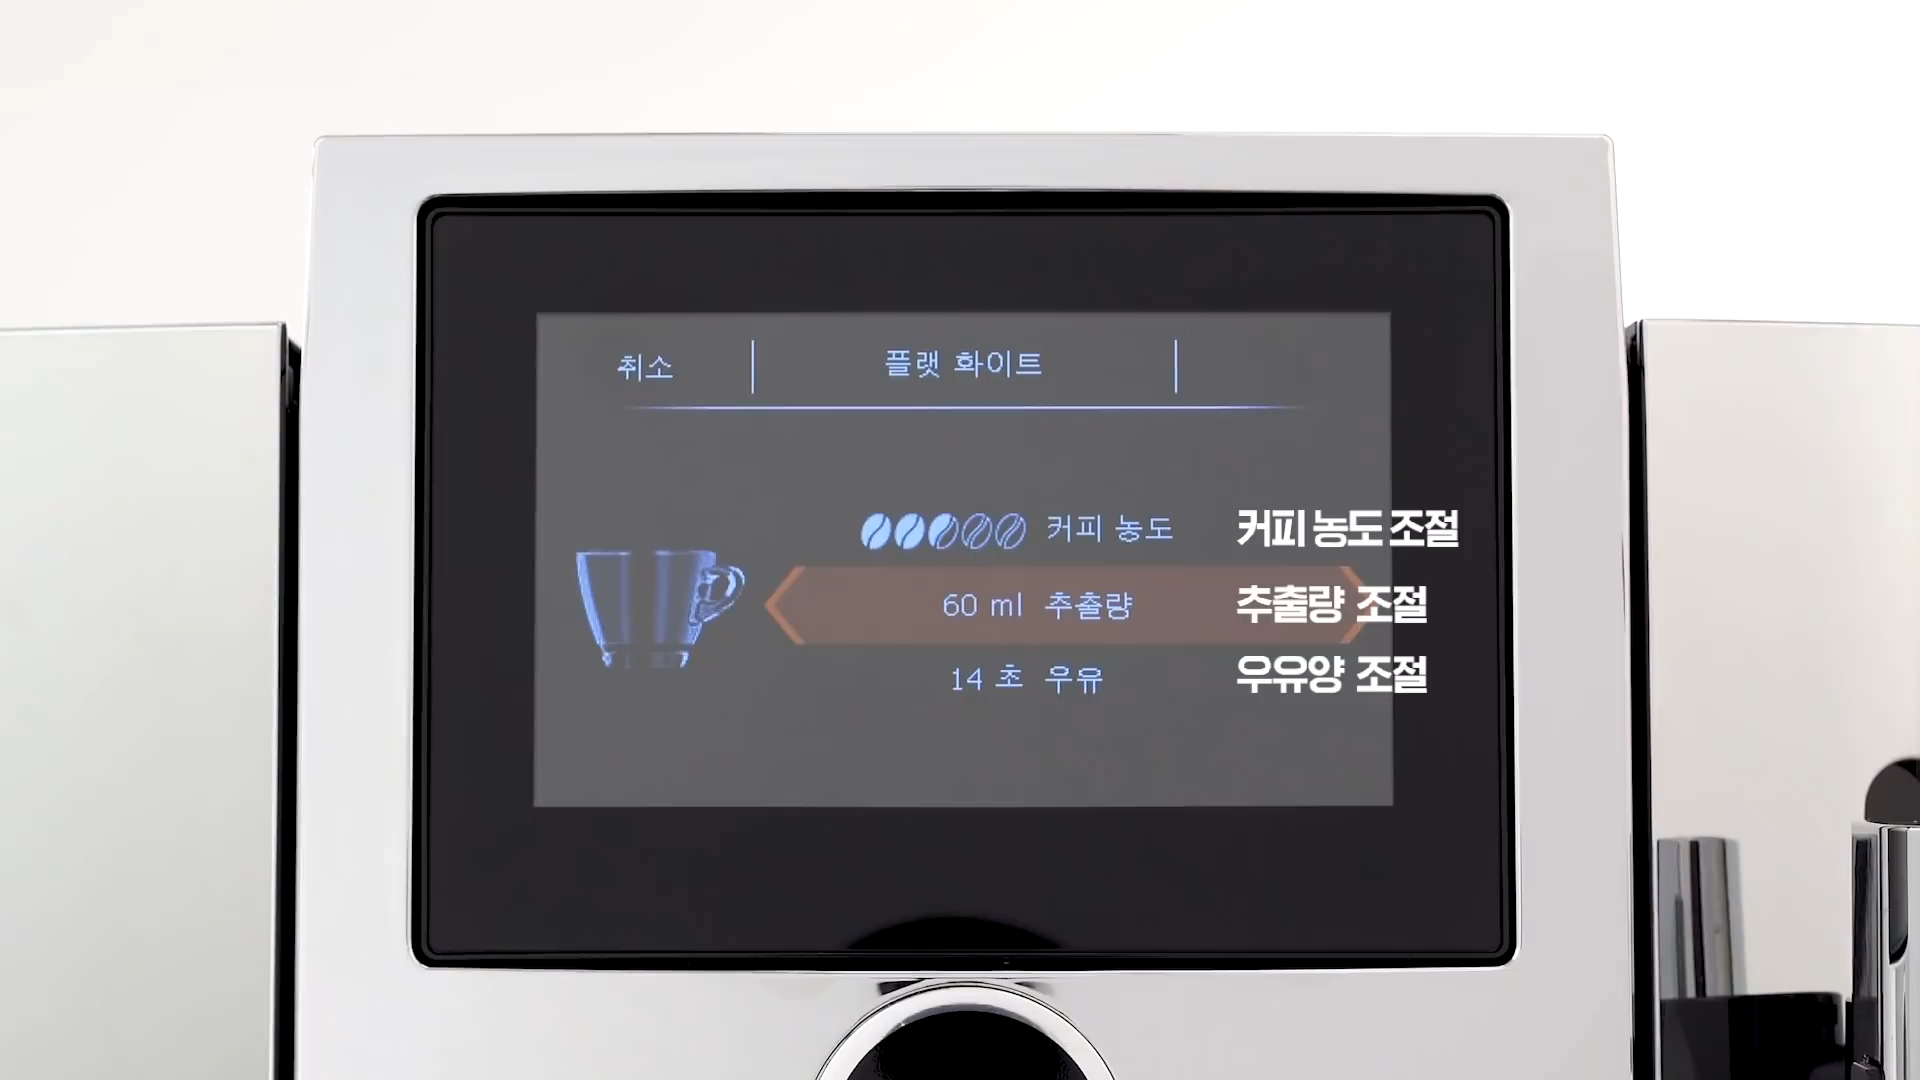 취소 플랫 화이트
커피 농도 커피 농도 조절
60 ml 추출량 추출량 조절
14 초 우유 우유양 조절